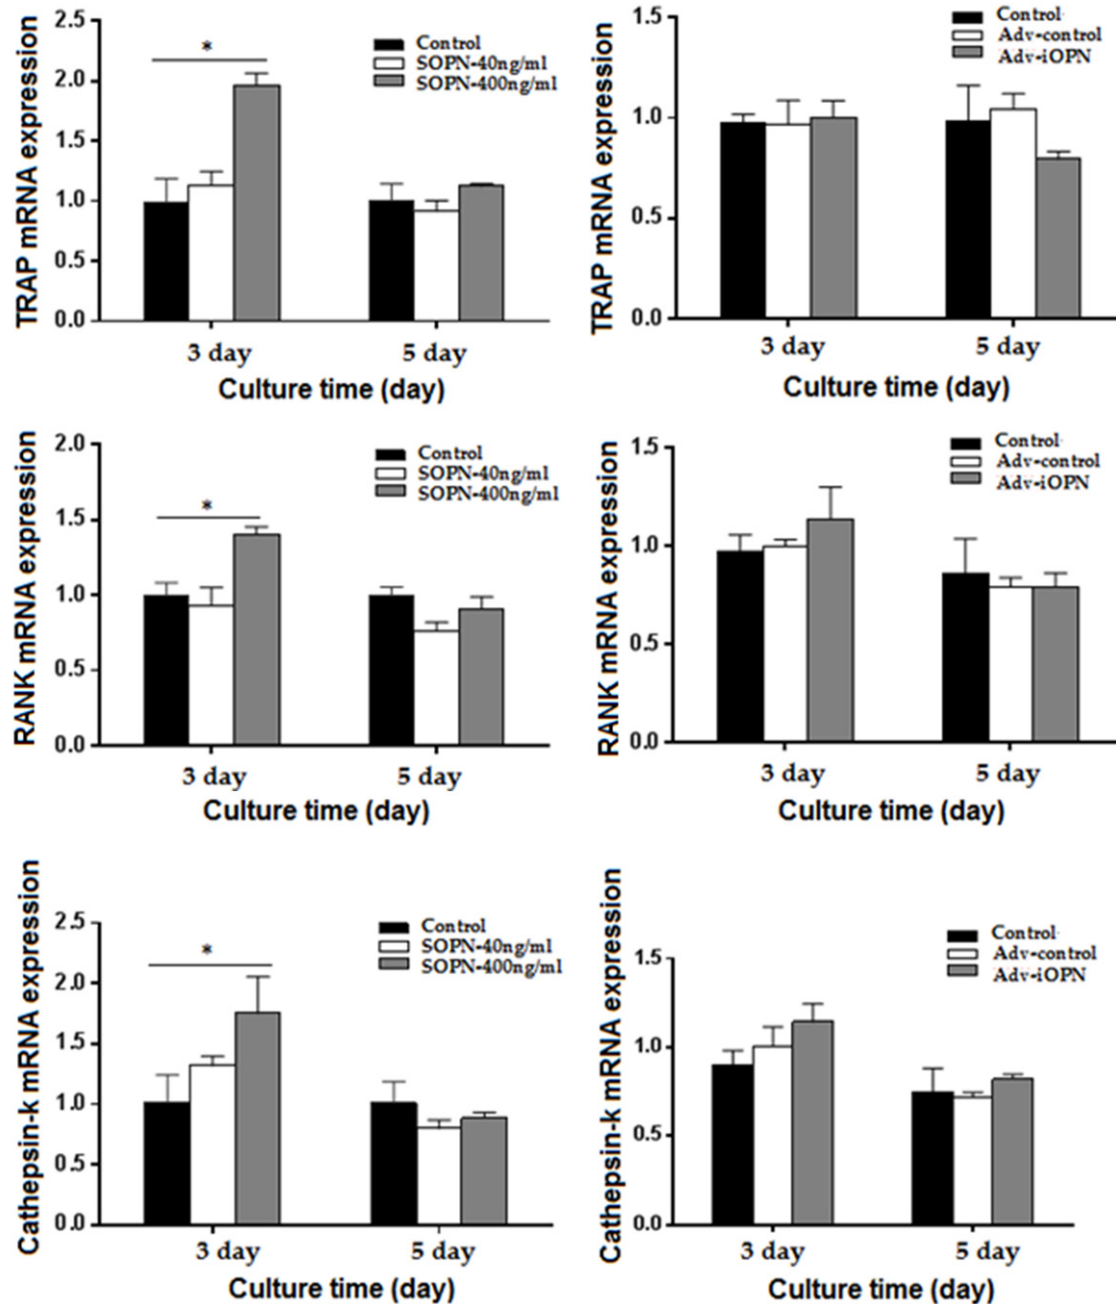 TRAP mRNA expression
2.5
2.0
1.5
1.0
0.5
0.0
*
Control
SOPN-40ng/ml
SOPN-400ng/ml
3 day
5 day
Culture time (day)
TRAP mRNA expression
1.5
1.0
0.5
0.0
Control
Adv-control
Adv-iOPN
3 day
5 day
Culture time (day)
RANK mRNA expression
2.0
1.5
1.0
0.5
0.0
*
Control
SOPN-40ng/ml
SOPN-400ng/ml
3 day
5 day
Culture time (day)
RANK mRNA expression
1.5
1.0
0.5
0.0
Control
Adv-control
Adv-iOPN
3 day
5 day
Culture time (day)
Cathepsin-k mRNA expression
2.5
2.0
1.5
1.0
0.5
0.0
*
Control
SOPN-40ng/ml
SOPN-400ng/ml
3 day
5 day
Culture time (day)
Cathepsin-k mRNA expression
1.5
1.0
0.5
0.0
Control
Adv-control
Adv-iOPN
3 day
5 day
Culture time (day)